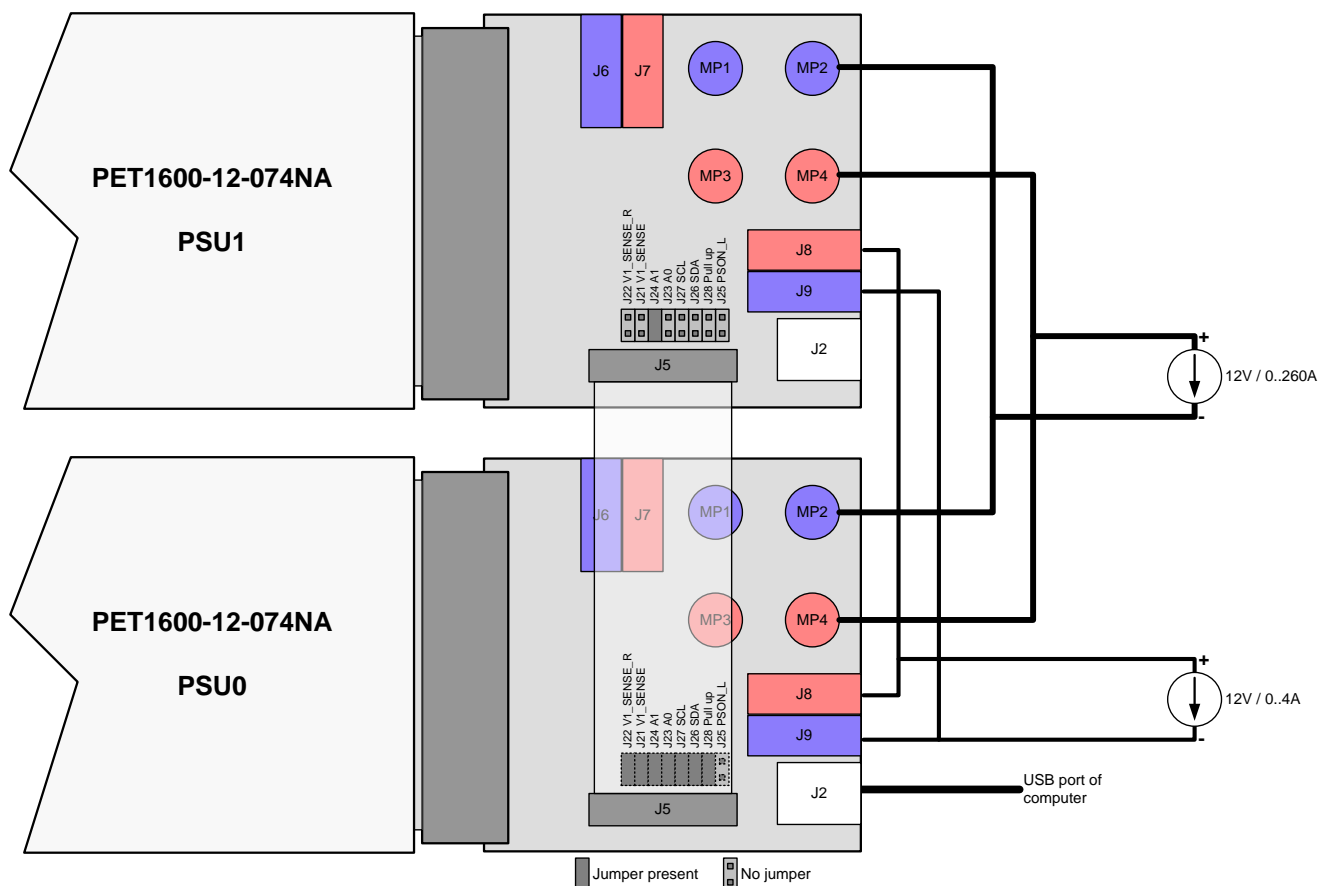 J6
J7
MP1
MP2
PET1600-12-074NA
PSU1
MP3
MP4
J22 V1_SENSE_R
J21 V1_SENSE
J24 A1
J23 A0
J27 SCL
J26 SDA
J28 Pull up
J25 PSON_L
J8
J9
J2
J5
+
12V / 0..260A
-
J6
J7
MP1
MP2
PET1600-12-074NA
PSU0
MP3
MP4
J22 V1_SENSE_R
J21 V1_SENSE
J24 A1
J23 A0
J27 SCL
J26 SDA
J28 Pull up
J25 PSON_L
J8
J9
J2
J5
+
12V / 0..4A
-
USB port of
computer
Jumper present
No jumper